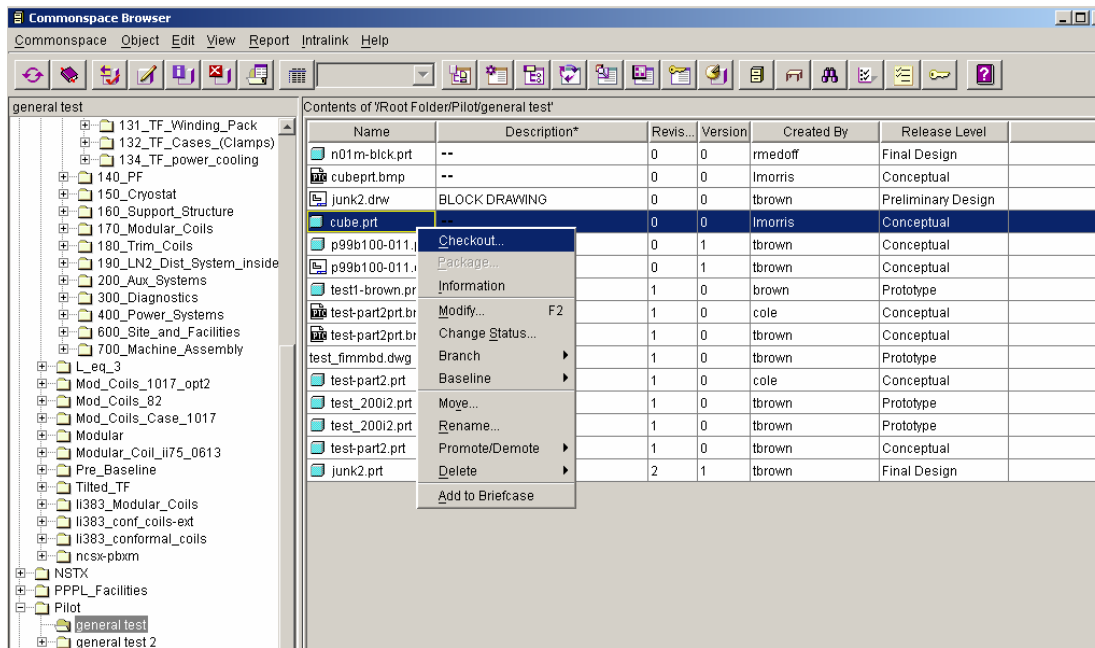 Commonspace Browser
Commonspace Object Edit View Report Intralink Help
general test
131_TF_Winding_Pack
132_TF_Cases_(Clamps)
134_TF_power_cooling
140_PF
150_Cryostat
160_Support_Structure
170_Modular_Coils
180_Trim_Coils
190_LN2_Dist_System_inside
200_Aux_Systems
300_Diagnostics
400_Power_Systems
600_Site_and_Facilities
700_Machine_Assembly
L_eq_3
Mod_Coils_1017_opt2
Mod_Coils_82
Mod_Coils_Case_1017
Modular
Modular_Coil_ii75_0613
Pre_Baseline
Tilted_TF
li383_Modular_Coils
li383_conf_coils-ext
li383_conformal_coils
ncsx-pbxm
NSTX
PPPL_Facilities
Pilot
general test
general test 2
Contents of '/Root Folder/Pilot/general test'
Name Description* Revis... Version Created By Release Level
n01m-blck.prt -- 0 0 rmedoff Final Design
cubeprt.bmp -- 0 0 lmorris Conceptual
junk2.drw BLOCK DRAWING 0 0 tbrown Preliminary Design
cube.prt -- 0 0 lmorris Conceptual
p99b100-011.p 0 1 tbrown Conceptual
p99b100-011. 0 1 tbrown Conceptual
test1-brown.pr 1 0 brown Prototype
test-part2prt.br 1 0 cole Conceptual
test-part2prt.br 1 0 tbrown Conceptual
test_fimmbd.dwg 1 0 tbrown Prototype
test-part2.prt 1 0 cole Conceptual
test_200i2.prt 1 0 tbrown Prototype
test_200i2.prt 1 0 tbrown Prototype
test-part2.prt 1 0 tbrown Conceptual
junk2.prt 2 1 tbrown Final Design
Checkout...
Package...
Information
Modify... F2
Change Status...
Branch
Baseline
Move...
Rename...
Promote/Demote
Delete
Add to Briefcase